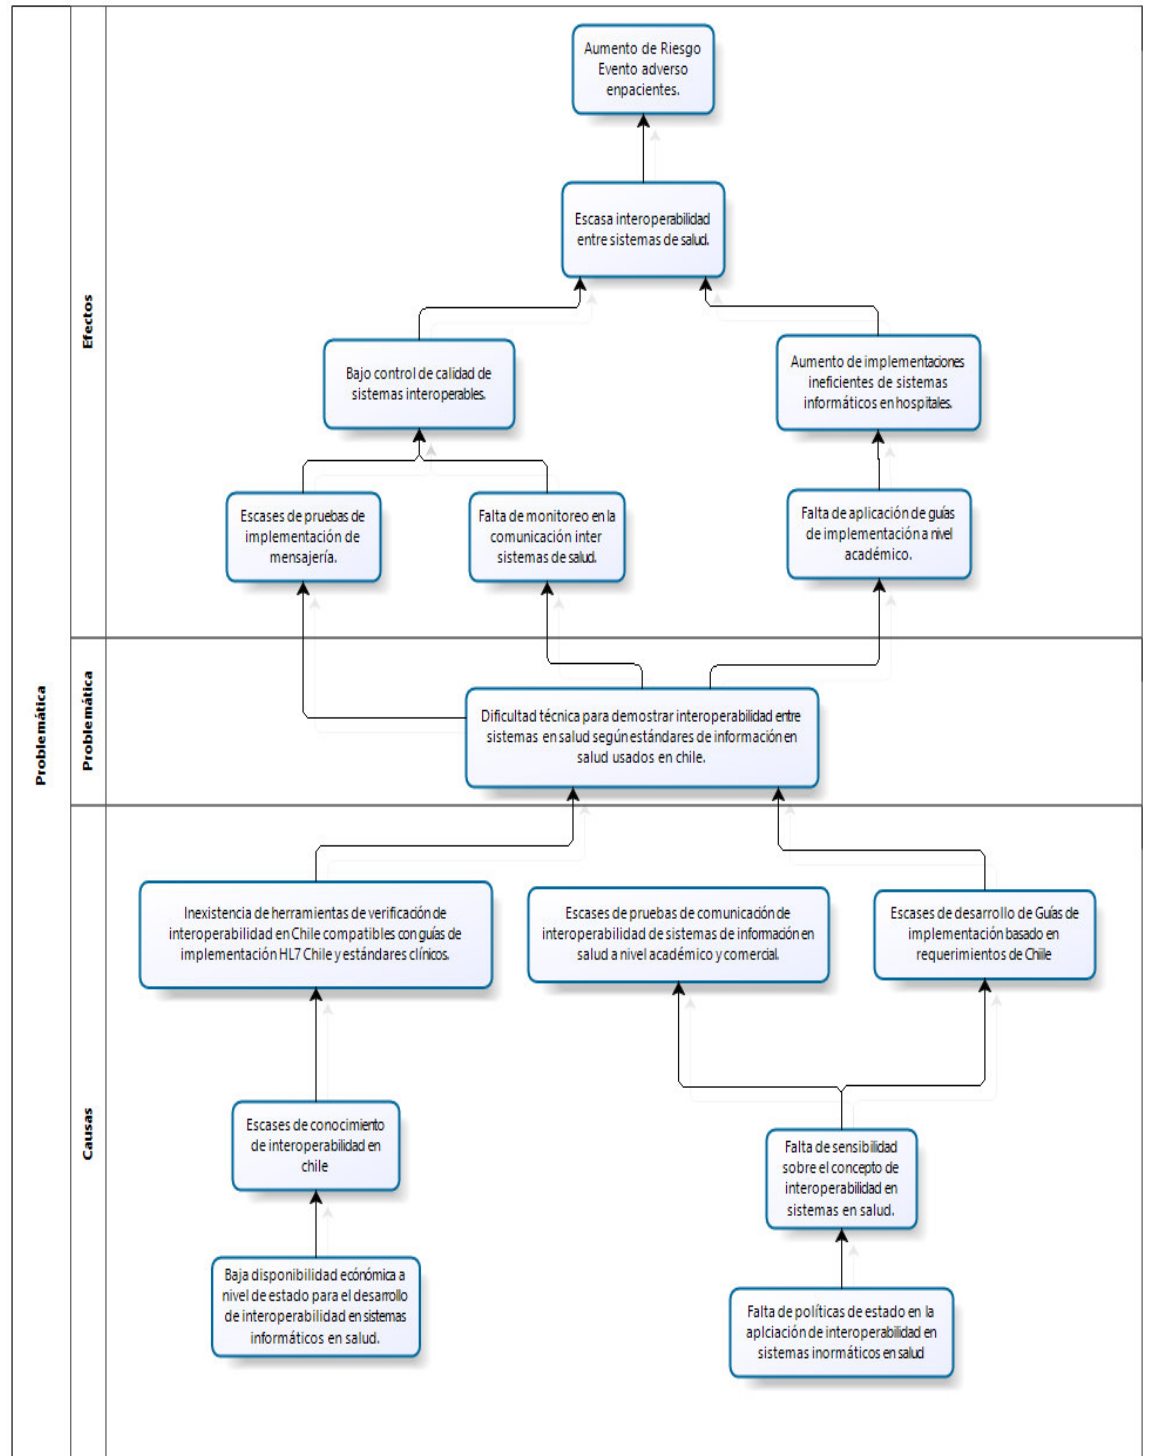 Aumento de Riesgo
Evento adverso
enpacientes.
Escasa interoperabilidad
entre sistemas de salud.
Efectos
Bajo control de calidad de
sistemas interoperables.
Aumento de implementaciones
ineficientes de sistemas
informáticos en hospitales.
Escases de pruebas de
implementación de
mensajería.
Falta de monitoreo en la
comunicación inter
sistemas de salud.
Falta de aplicación de guías
de implementación a nivel
académico.
Problemática
Problemática
Dificultad técnica para demostrar interoperabilidad entre
sistemas en salud según estándares de información en
salud usados en chile.
Causas
Inexistencia de herramientas de verificación de
interoperabilidad en Chile compatibles con guías de
implementación HL7 Chile y estándares clínicos.
Escases de pruebas de comunicación de
interoperabilidad de sistemas de información en
salud a nivel académico y comercial.
Escases de desarrollo de Guías de
implementación basado en
requerimientos de Chiile
Escases de conocimiento
de interoperabilidad en
chile
Falta de sensibilidad
sobre el concepto de
interoperabilidad en
sistemas en salud.
Baja disponibilidad económica a
nivel de estado para el desarrollo
de interoperabilidad en sistemas
informáticos en salud.
Falta de políticas de estado en la
aplciación de interoperabilidad en
sistemas inormáticos en salud